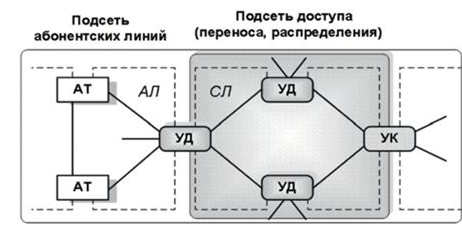 Подсеть
абонентских линий
Подсеть доступа
(переноса, распределения)
АТ
АЛ
СЛ
УД
УД
УК
АТ
УД